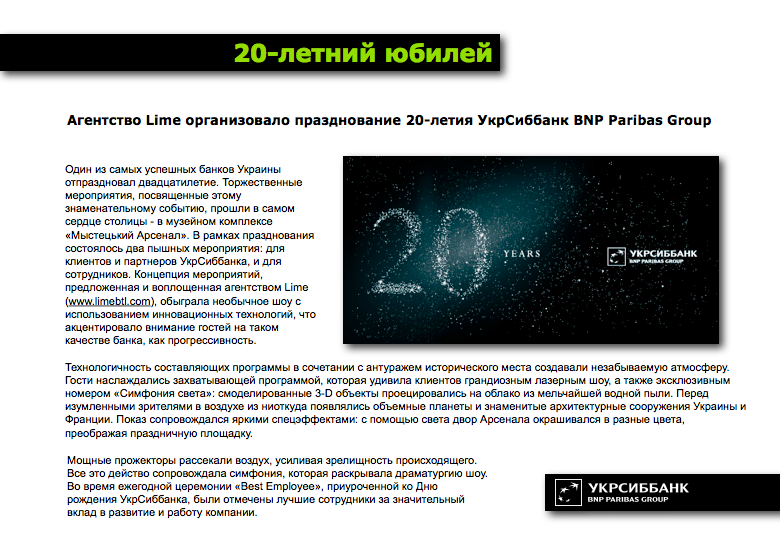 20-летний юбилей
Агентство Lime организовало празднование 20-летия УкрСиббанк BNP Paribas Group
Один из самых успешных банков Украины
отпраздновал двадцатилетие. Торжественные
мероприятия, посвященные этому
знаменательному событию, прошли в самом
сердце столицы - в музейном комплексе
«Мыстецький Арсенал». В рамках празднования
состоялось два пышных мероприятия: для
клиентов и партнеров УкрСиббанка, и для
сотрудников. Концепция мероприятий,
предложенная и воплощенная агентством Lime
(www.limebtl.com), обыграла необычное шоу с
использованием инновационных технологий, что
акцентировало внимание гостей на таком
качестве банка, как прогрессивность.
20 YEARS
УКРСИББАНК
BNP PARIBAS GROUP
Технологичность составляющих программы в сочетании с антуражем исторического места создавали незабываемую атмосферу.
Гости наслаждались захватывающей программой, которая удивила клиентов грандиозным лазерным шоу, а также эксклюзивным
номером «Симфония света»: смоделированные 3-D объекты проецировались на облако из мельчайшей водной пыли. Перед
изумленными зрителями в воздухе из ниоткуда появлялись объемные планеты и знаменитые архитектурные сооружения Украины и
Франции. Показ сопровождался яркими спецэффектами: с помощью света двор Арсенала окрашивался в разные цвета,
преображая праздничную площадку.
Мощные прожекторы рассекали воздух, усиливая зрелищность происходящего.
Все это действо сопровождала симфония, которая раскрывала драматургию шоу.
Во время ежегодной церемонии «Best Employee», приуроченной ко Дню
рождения УкрСиббанка, были отмечены лучшие сотрудники за значительный
вклад в развитие и работу компании.
УКРСИББАНК
BNP PARIBAS GROUP